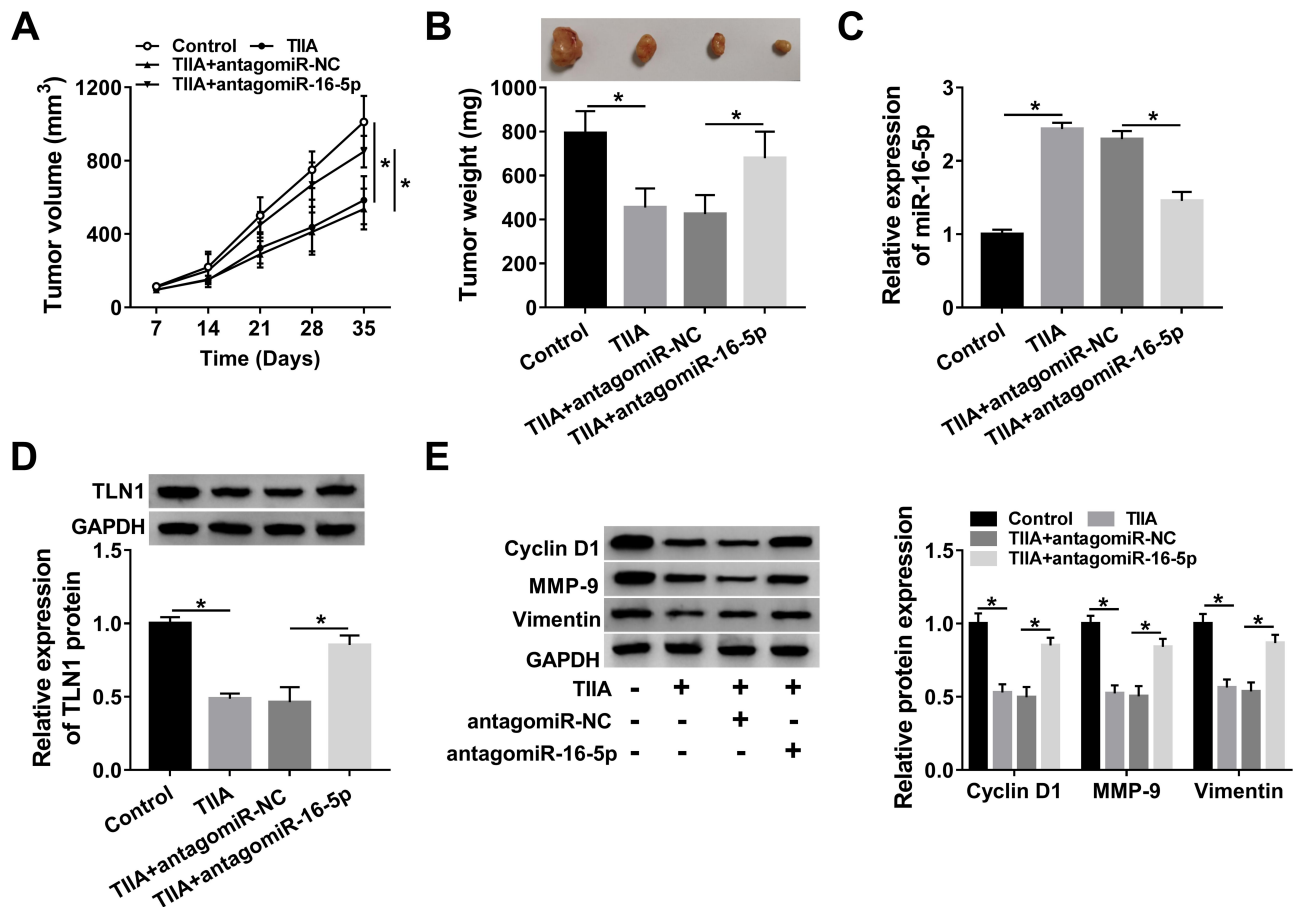 A
Control TIIA
TIIA+antagomiR-NC
TIIA+antagomiR-16-5p
Tumor volume (mm3)
1200
800
400
0
7 14 21 28 35
Time (Days)
*
*
B
Tumor weight (mg)
1000
800
600
400
200
0
* *
Control
TIIA
TIIA+antagomiR-NC
TIIA+antagomiR-16-5p
C
Relative expression
of miR-16-5p
3
2
1
0
* *
Control
TIIA
TIIA+antagomiR-NC
TIIA+antagomiR-16-5p
D
TLN1
GAPDH
Relative expression
of TLN1 protein
1.5
1.0
0.5
0.0
* *
Control
TIIA
TIIA+antagomiR-NC
TIIA+antagomiR-16-5p
E
Cyclin D1
MMP-9
Vimentin
GAPDH
TIIA - + + +
antagomiR-NC - - + -
antagomiR-16-5p - - - +
Control TIIA
TIIA+antagomiR-NC
TIIA+antagomiR-16-5p
Relative protein expression
1.5
1.0
0.5
0.0
* * * * * *
Cyclin D1 MMP-9 Vimentin